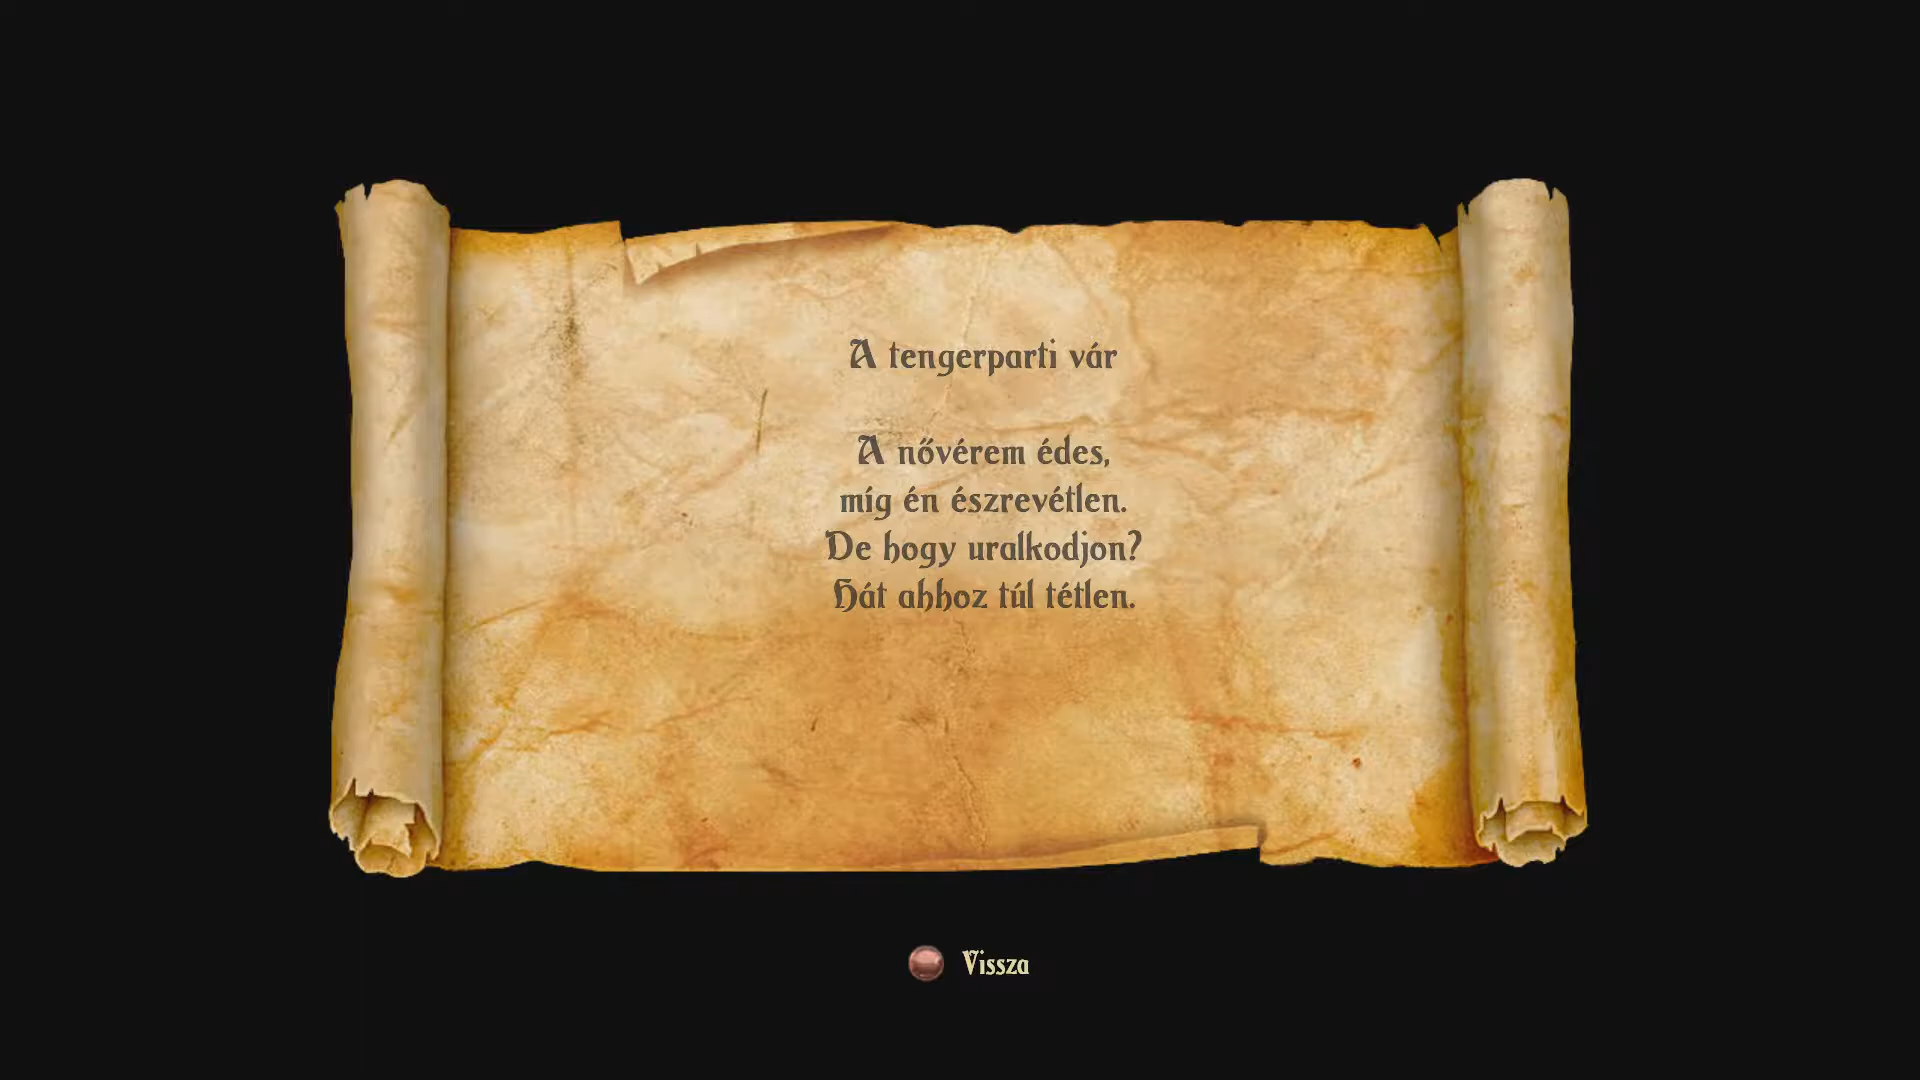 A tengerparti vár
A nővérem édes,
míg én észrevétlen.
De hogy uralkodjon?
Hát ahhoz túl tétlen.
Vissza